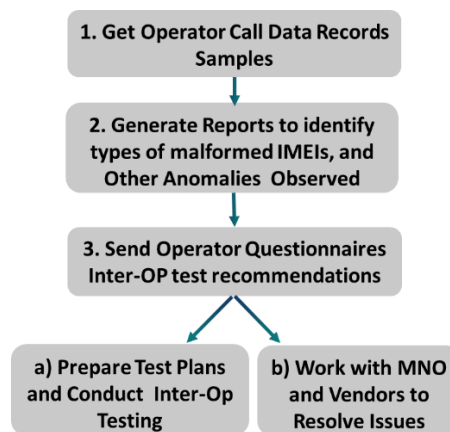 1. Get Operator Call Data Records
Samples
2. Generate Reports to identify
types of malformed IMEIs, and
Other Anomalies Observed
3. Send Operator Questionnaires
Inter-OP test recommendations
a) Prepare Test Plans
and Conduct Inter-Op
Testing
b) Work with MNO
and Vendors to
Resolve Issues